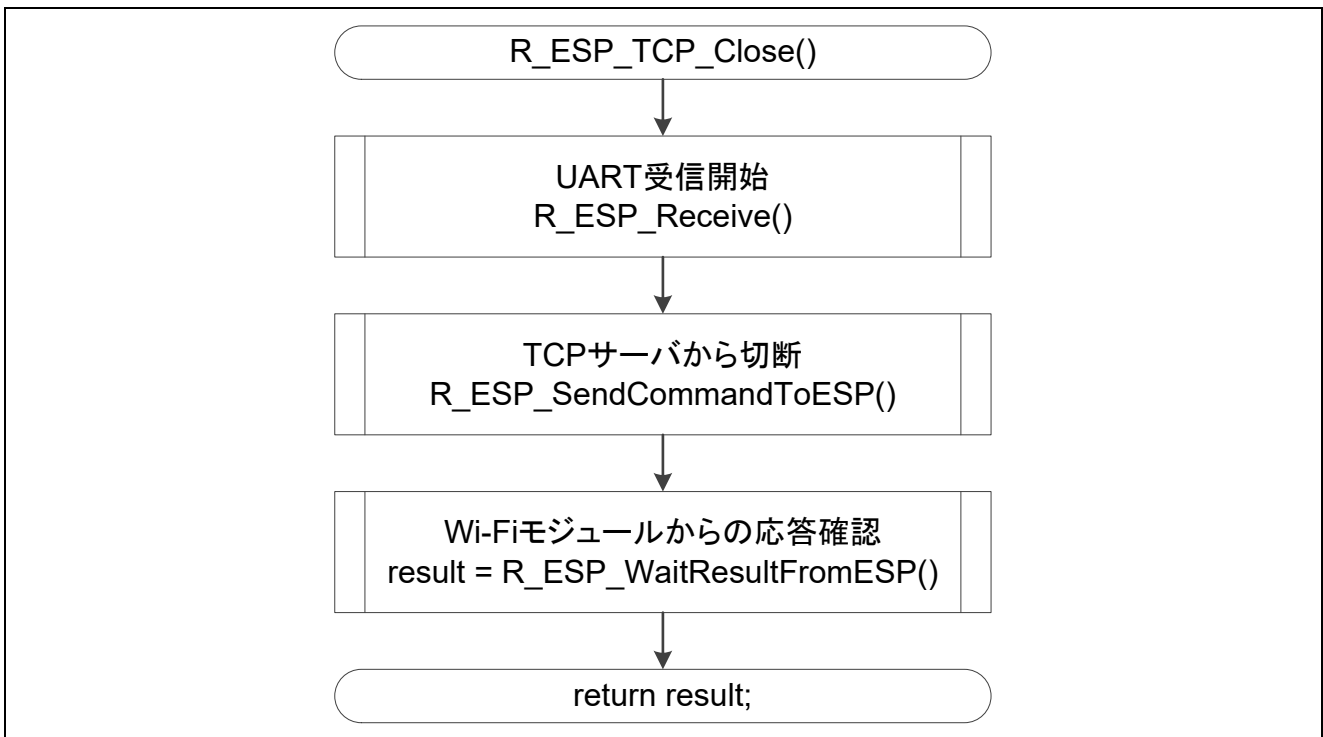 R_ESP_TCP_Close()
UART受信開始
R_ESP_Receive()
TCPサーバから切断
R_ESP_SendCommandToESP()
Wi-Fiモジュールからの応答確認
result = R_ESP_WaitResultFromESP()
return result;